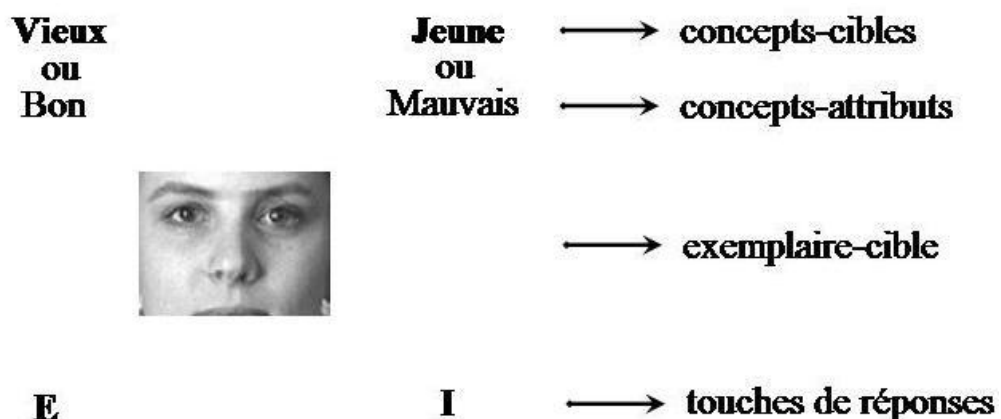 Vieux Jeune concepts-cibles
ou ou
Bon Mauvais concepts-attributs
exemplaire-cible
E I touches de réponses